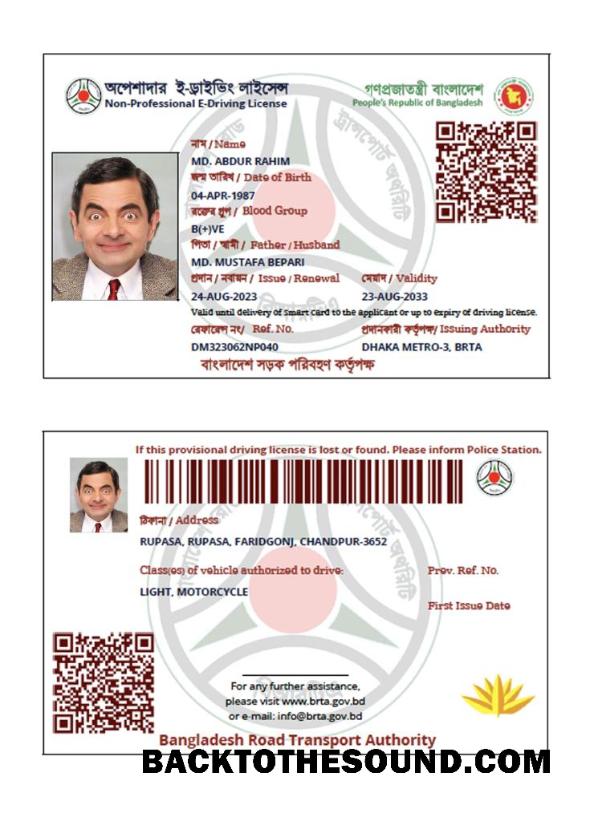 অপেশাদার ই-ড্রাইভিং লাইসেন্স
Non-Professional E-Driving License
গণপ্রজাতন্ত্রী বাংলাদেশ
People's Republic of Bangladesh
নাম / Name
MD. ABDUR RAHIM
জন্ম তারিখ / Date of Birth
04-APR-1987
রক্তের গ্রুপ / Blood Group
B(+)VE
পিতা / স্বামী / Father / Husband
MD. MUSTAFA BEPARI
প্রদান / নবায়ন / Issue / Renewal মেয়াদ / Validity
24-AUG-2023 23-AUG-2033
Valid until delivery of smart card to the applicant or up to expiry of driving license.
রেফারেন্স নং/ Ref. No. প্রদানকারী কর্তৃপক্ষ/ Issuing Authority
DM323062NP040 DHAKA METRO-3, BRTA
বাংলাদেশ সড়ক পরিবহণ কর্তৃপক্ষ
If this provisional driving license is lost or found. Please inform Police Station.
ঠিকানা / Address
RUPASA, RUPASA, FARIDGONJ, CHANDPUR-3652
Class(es) of vehicle authorized to drive: Prev. Ref. No.
LIGHT, MOTORCYCLE
First Issue Date
For any further assistance,
please visit www.brta.gov.bd
or e-mail: info@brta.gov.bd
Bangladesh Road Transport Authority
BACKTOTHESOUND.COM